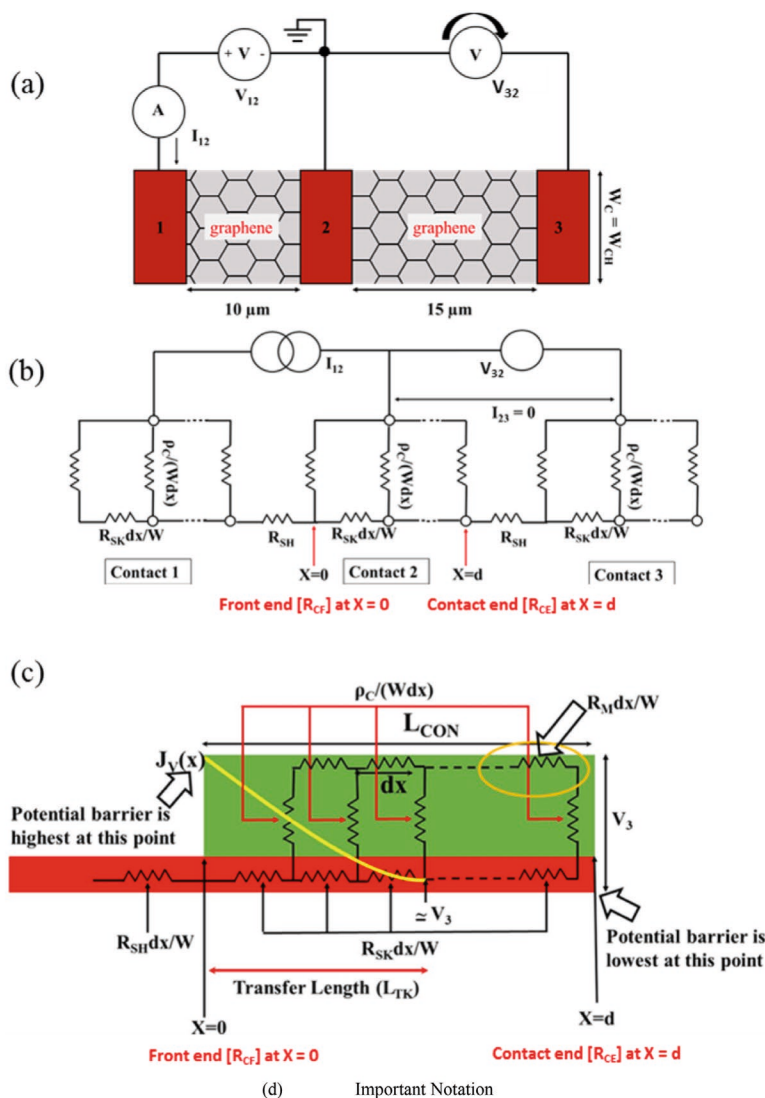 (a)
+ V -
V12
V
V32
A
I12
1
graphene
2
graphene
3
WC = WCH
10 µm
15 µm
(b)
I12
V32
I23 = 0
ρC/(Wdx)
ρC/(Wdx)
ρC/(Wdx)
RSKdx/W
RSH
RSKdx/W
RSH
RSKdx/W
Contact 1
X=0
Contact 2
X=d
Contact 3
Front end [RCF] at X = 0
Contact end [RCE] at X = d
(c)
ρC/(Wdx)
RMdx/W
LCON
JV(x)
dx
Potential barrier is
highest at this point
V3
≃ V3
RSHdx/W
RSKdx/W
Potential barrier is
lowest at this point
Transfer Length (LTK)
X=0
X=d
Front end [RCF] at X = 0
Contact end [RCE] at X = d
(d) Important Notation